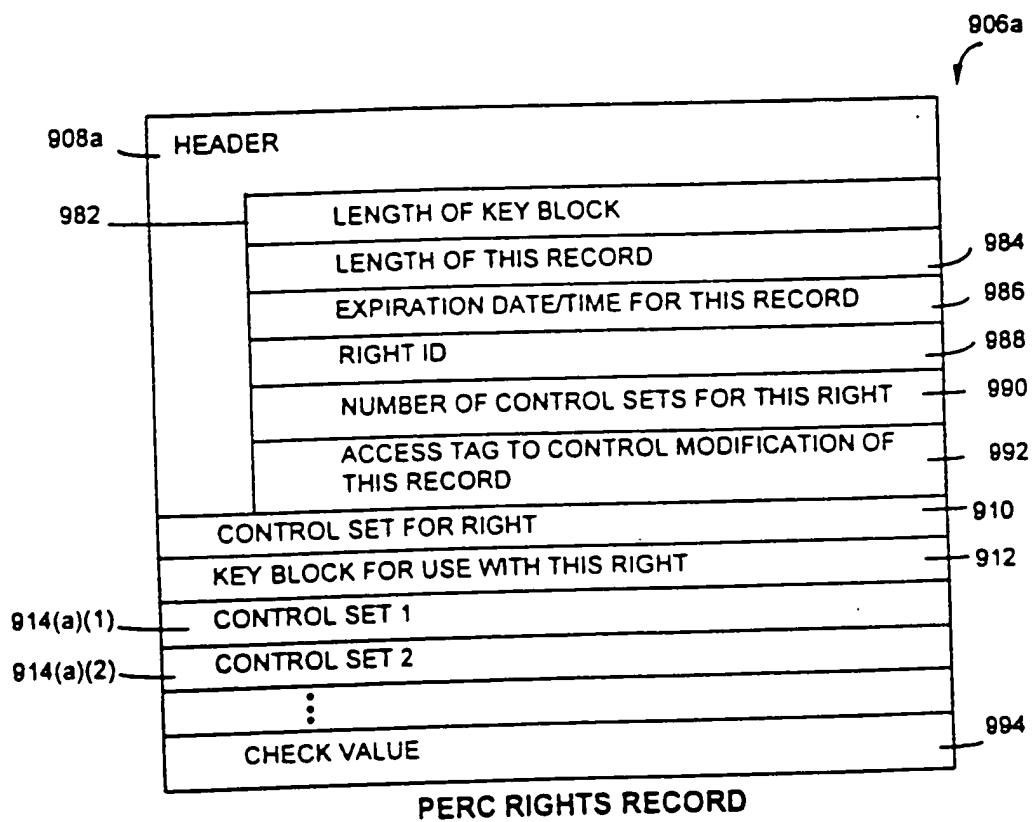 906a
908a
HEADER
982
LENGTH OF KEY BLOCK
LENGTH OF THIS RECORD
984
EXPIRATION DATE/TIME FOR THIS RECORD
986
RIGHT ID
988
NUMBER OF CONTROL SETS FOR THIS RIGHT
990
ACCESS TAG TO CONTROL MODIFICATION OF
THIS RECORD
992
CONTROL SET FOR RIGHT
910
KEY BLOCK FOR USE WITH THIS RIGHT
912
914(a)(1)
CONTROL SET 1
914(a)(2)
CONTROL SET 2
CHECK VALUE
994
PERC RIGHTS RECORD